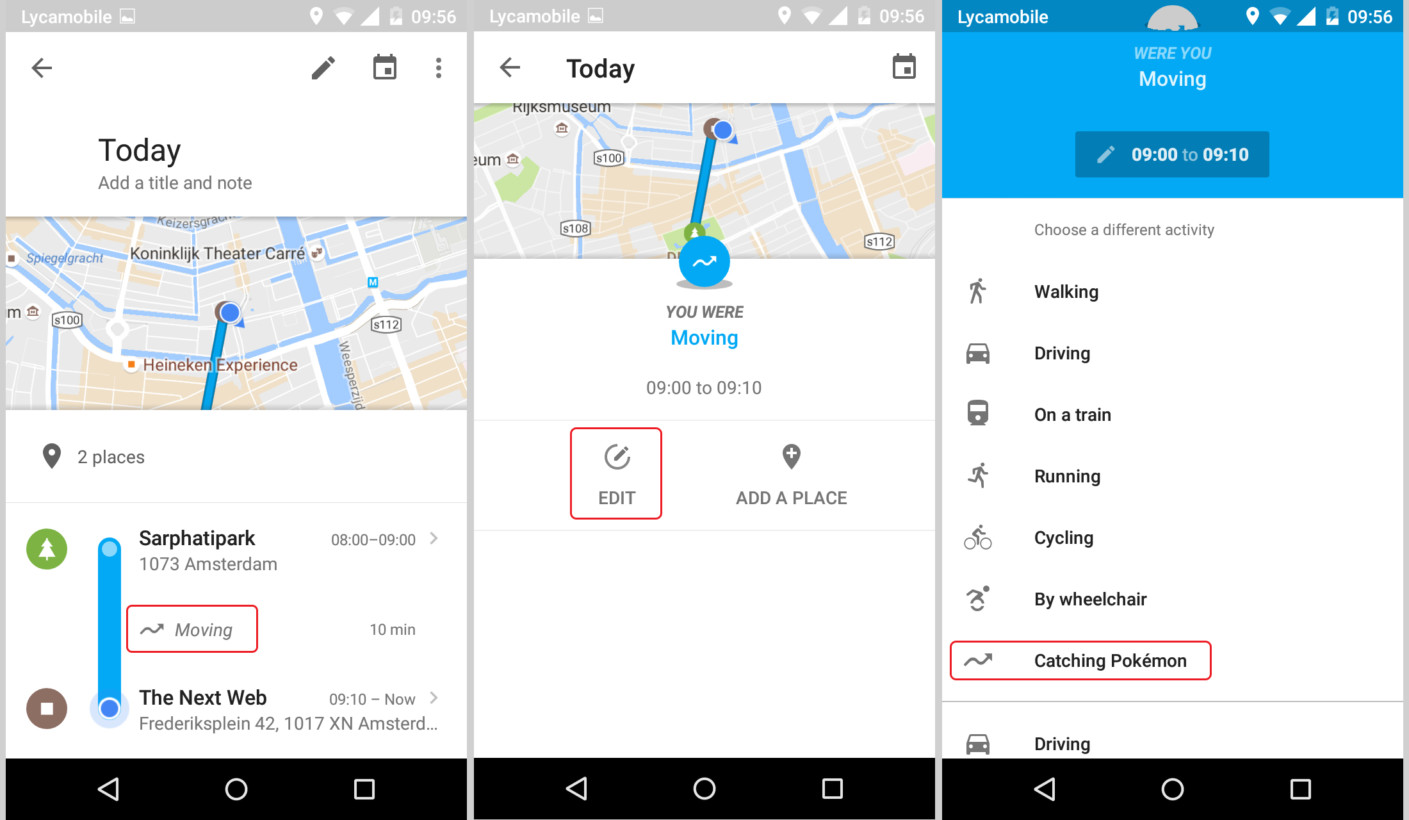 Lycamobile 09:56
Today
Add a title and note
Keizersgrac
Spiegelgracht
Koninklijk Theater Carré
M
m
s100
s112
Heineken Experience
Weesperzijd
2 places
Sarphatipark 08:00–09:00
1073 Amsterdam
Moving 10 min
The Next Web 09:10 – Now
Frederiksplein 42, 1017 XN Amsterd...
Lycamobile 09:56
Today
Rijksmuseum
eum
s100
s108
s112
YOU WERE
Moving
09:00 to 09:10
EDIT
ADD A PLACE
Lycamobile 09:56
WERE YOU
Moving
09:00 to 09:10
Choose a different activity
Walking
Driving
On a train
Running
Cycling
By wheelchair
Catching Pokémon
Driving